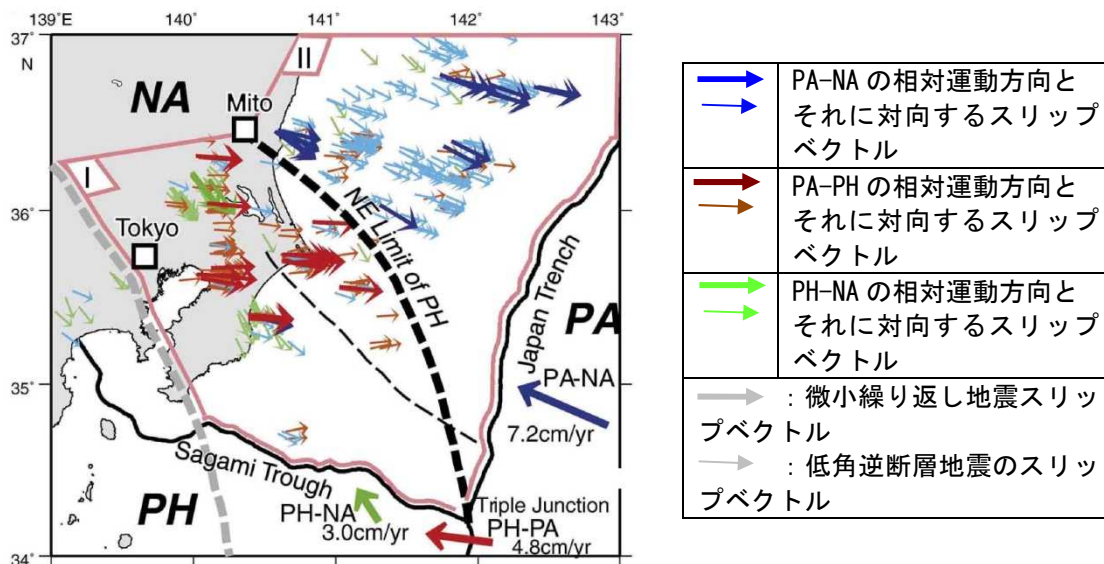 139°E 140° 141° 142° 143°
37°
N
II
NA
Mito
I
36°
Tokyo
NE Limit of PH
Japan Trench
PA
35°
PA-NA
7.2cm/yr
Sagami Trough
PH
PH-NA
3.0cm/yr
Triple Junction
PH-PA
4.8cm/yr
34°
PA-NA の相対運動方向と
それに対向するスリップ
ベクトル
PA-PH の相対運動方向と
それに対向するスリップ
ベクトル
PH-NA の相対運動方向と
それに対向するスリップ
ベクトル
：微小繰り返し地震スリッ
プベクトル
：低角逆断層地震のスリッ
プベクトル